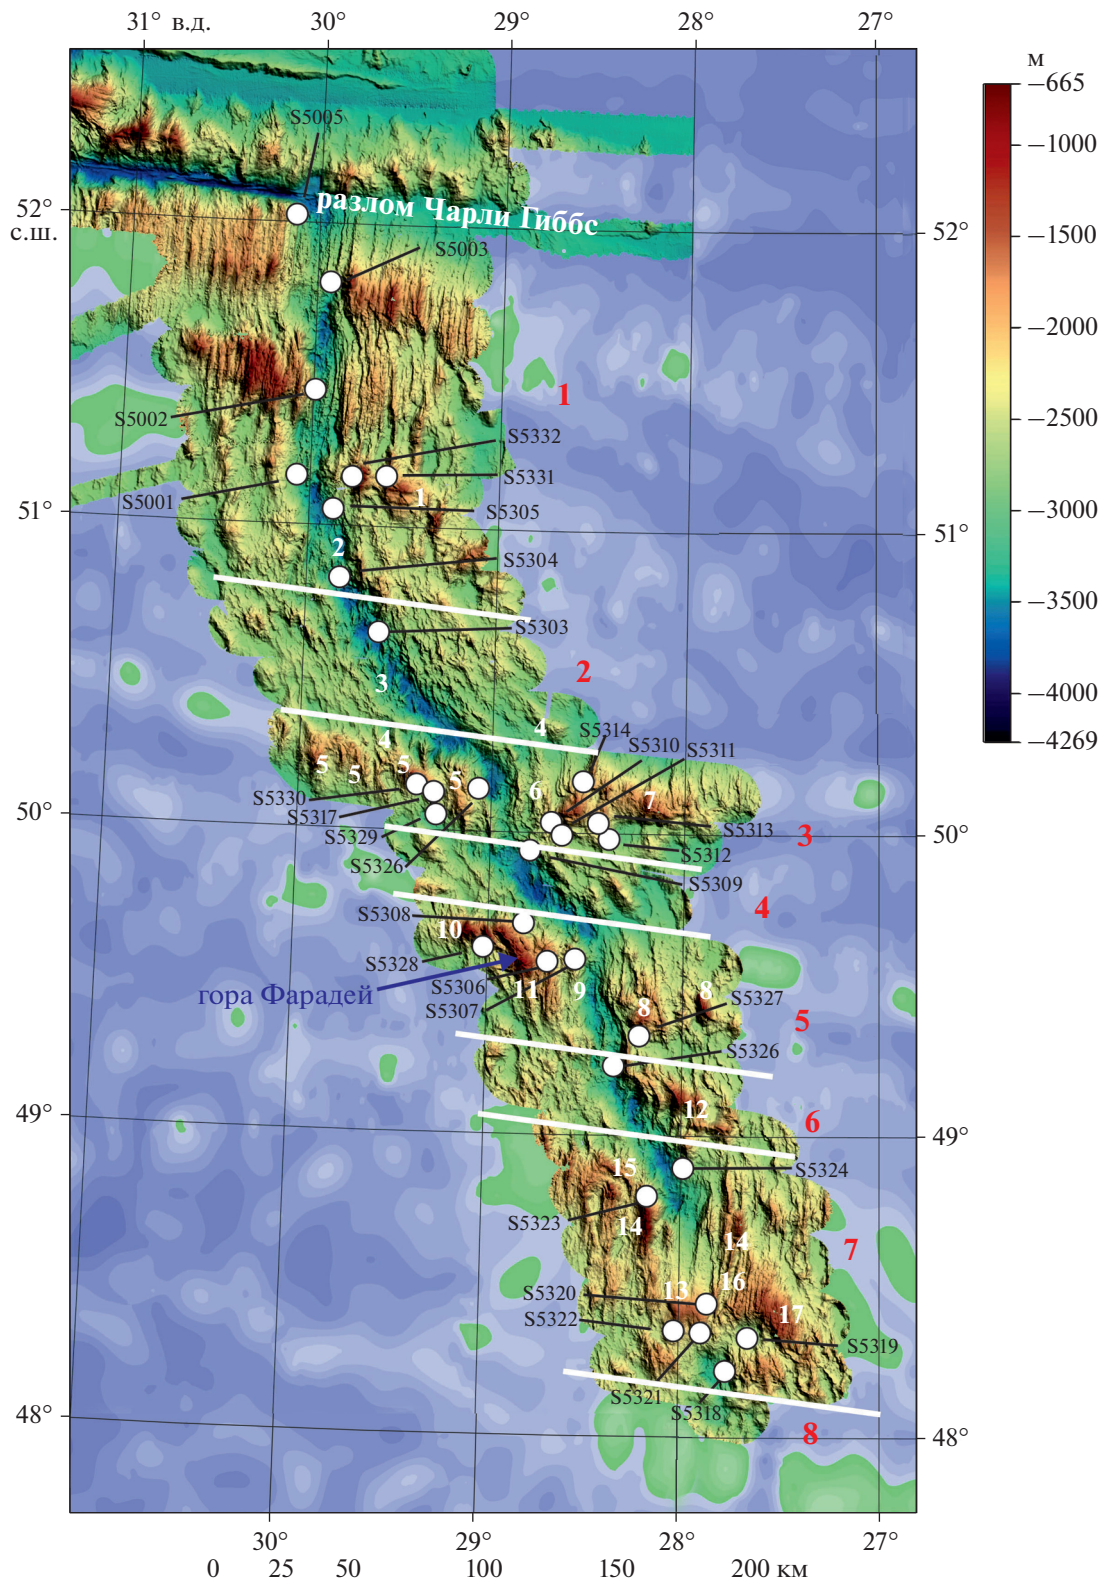 31° в.д.
30°
29°
28°
27°
м
−665
−1000
−1500
−2000
−2500
−3000
−3500
−4000
−4269
S5005
разлом Чарли Гиббс
52°
с.ш.
52°
S5003
1
S5002
S5332
S5331
S5001
1
S5305
51°
51°
2
S5304
S5303
2
3
4
S5314
4
S5310
S5311
5
5
5
5
6
7
S5330
S5317
50°
S5313
3
50°
S5329
S5312
S5326
S5309
4
S5308
10
S5328
гора Фарадей
S5306
11
9
S5307
8
8
S5327
5
S5326
12
49°
6
49°
15
S5324
S5323
14
14
7
16
S5320
13
S5322
17
S5319
S5321
S5318
48°
8
48°
30°
29°
28°
27°
0 25 50 100 150 200 км